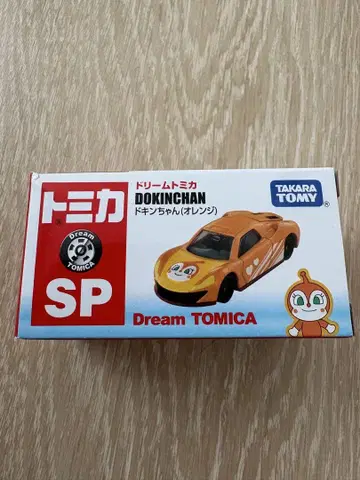 トミカ
Dream
TOMICA
SP
ドリームトミカ
DOKINCHAN
ドキンちゃん(オレンジ)
Dream TOMICA
TAKARA
TOMY